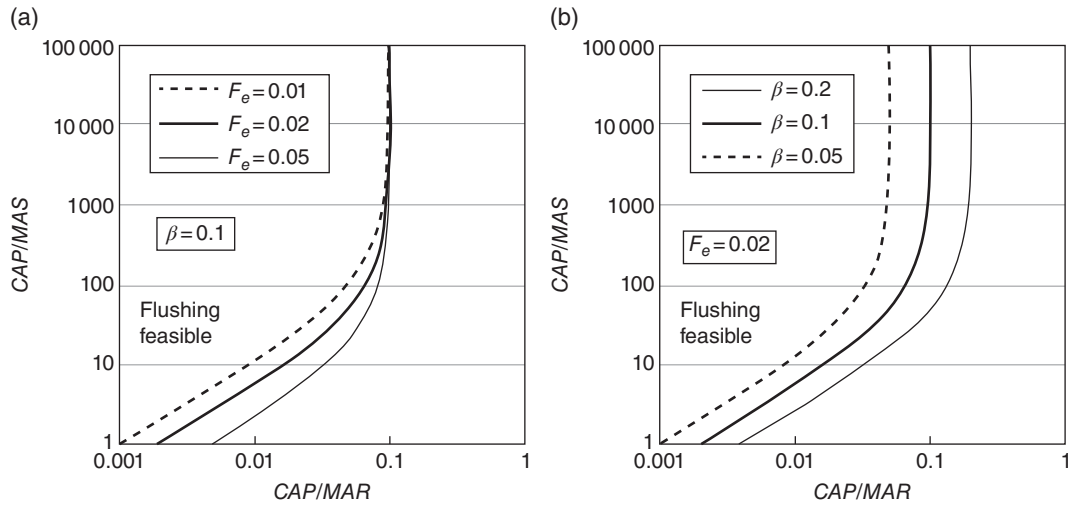 (a)
100 000
10 000
1000
100
10
1
CAP/MAS
F_e = 0.01
F_e = 0.02
F_e = 0.05
β = 0.1
Flushing
feasible
0.001
0.01
0.1
1
CAP/MAR
(b)
100 000
10 000
1000
100
10
1
CAP/MAS
β = 0.2
β = 0.1
β = 0.05
F_e = 0.02
Flushing
feasible
0.001
0.01
0.1
1
CAP/MAR